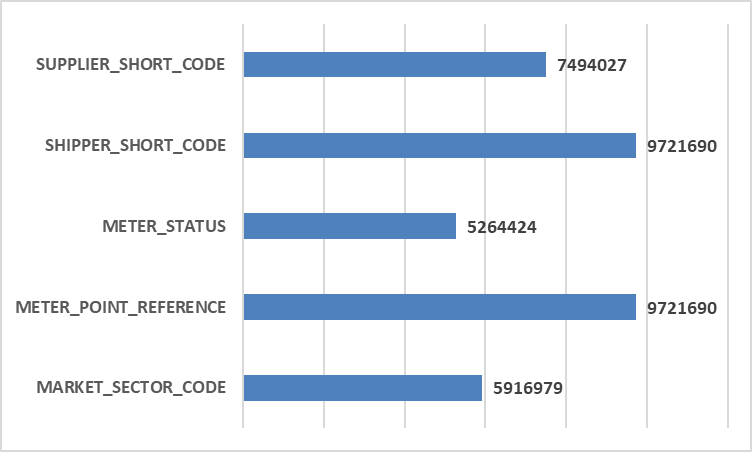 SUPPLIER_SHORT_CODE 7494027
SHIPPER_SHORT_CODE 9721690
METER_STATUS 5264424
METER_POINT_REFERENCE 9721690
MARKET_SECTOR_CODE 5916979